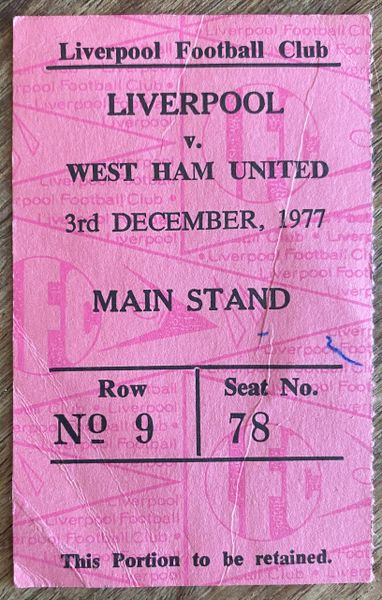 Liverpool Football Club
LIVERPOOL
v.
WEST HAM UNITED
3rd DECEMBER, 1977
MAIN STAND
Row Seat No.
Nº 9 78
This Portion to be retained.